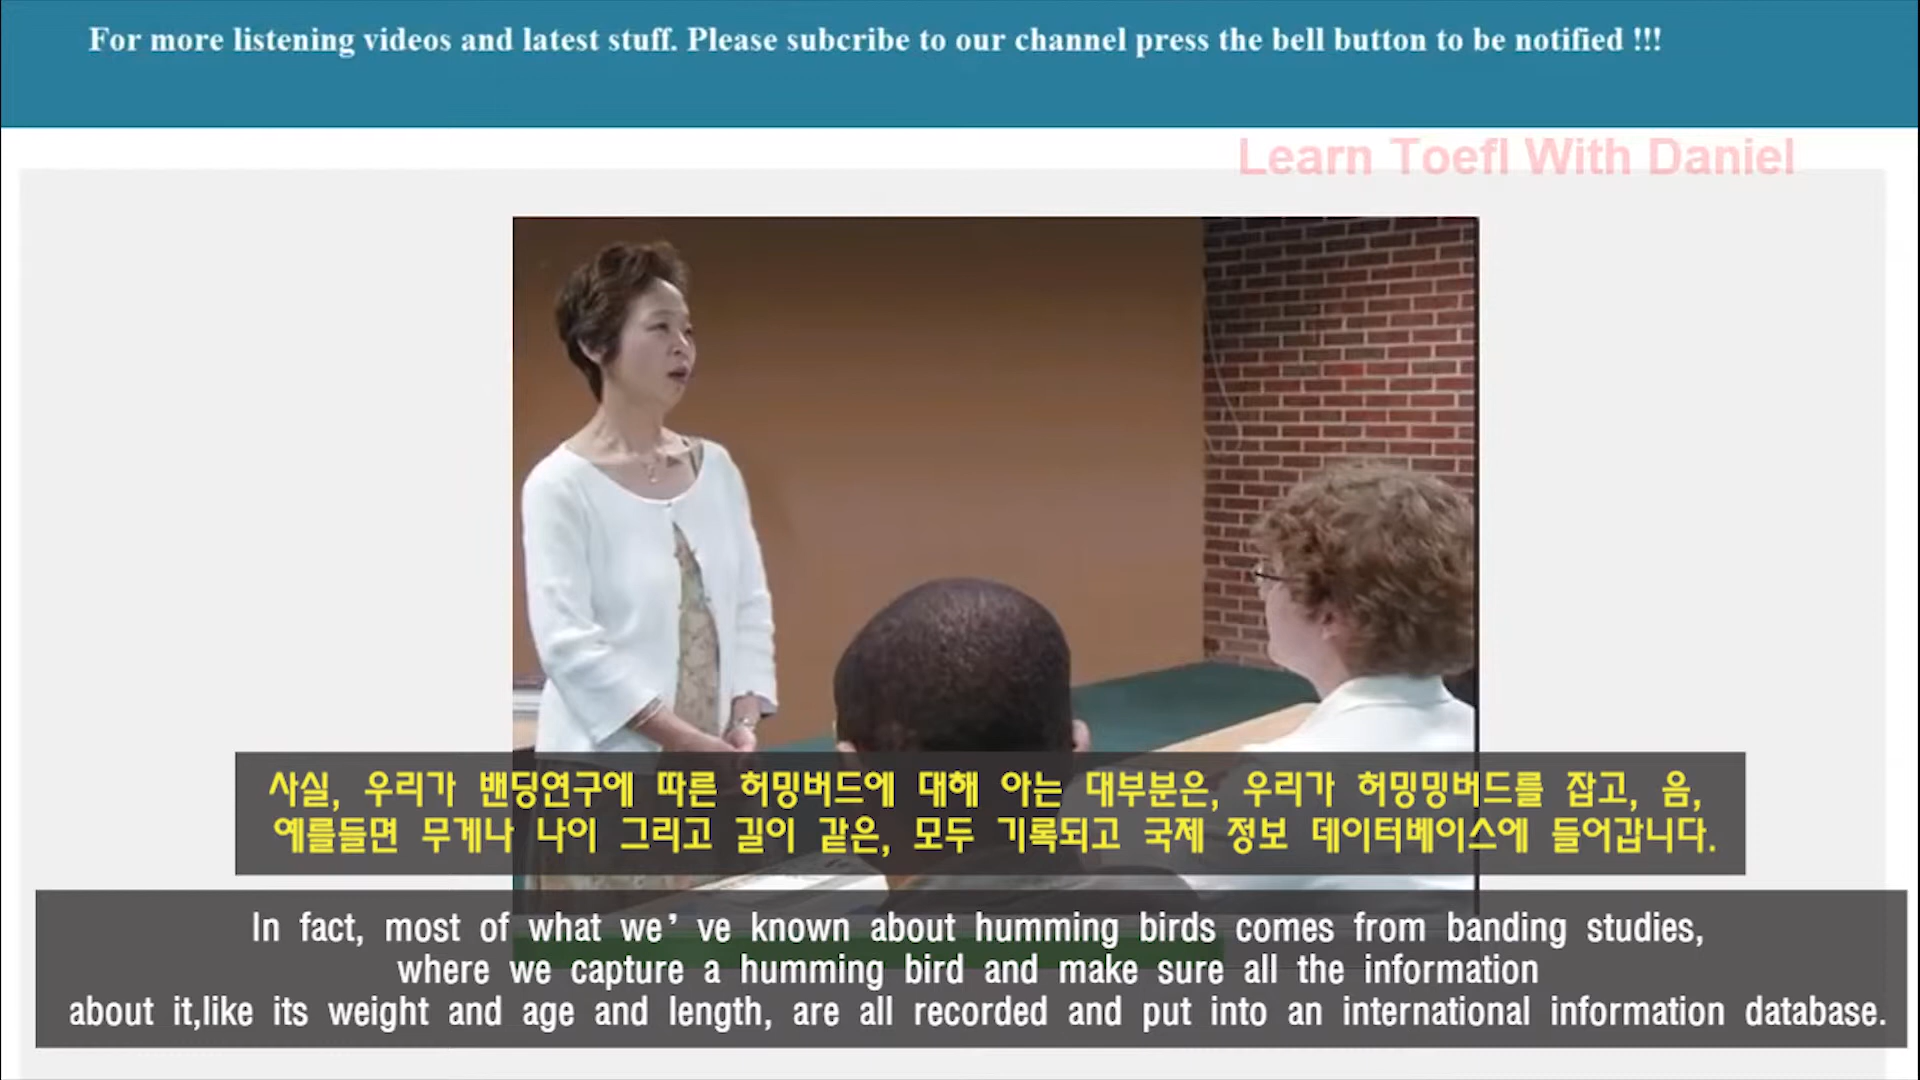 For more listening videos and latest stuff. Please subcribe to our channel press the bell button to be notified !!!
Learn Toefl With Daniel
사실, 우리가 밴딩연구에 따른 허밍버드에 대해 아는 대부분은, 우리가 허밍밍버드를 잡고, 음,
예를들면 무게나 나이 그리고 길이 같은, 모두 기록되고 국제 정보 데이터베이스에 들어갑니다.
In fact, most of what we’ ve known about humming birds comes from banding studies,
where we capture a humming bird and make sure all the information
about it,like its weight and age and length, are all recorded and put into an international information database.